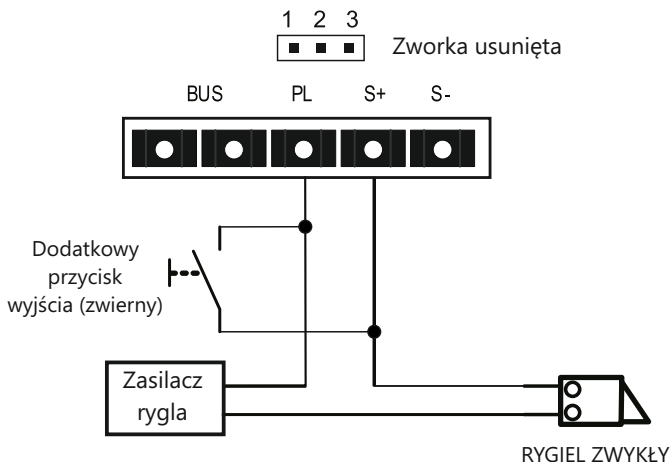 1 2 3
Zworka usunięta
BUS PL S+ S-
Dodatkowy
przycisk
wyjścia (zwierny)
Zasilacz
rygla
RYGIEL ZWYKŁY